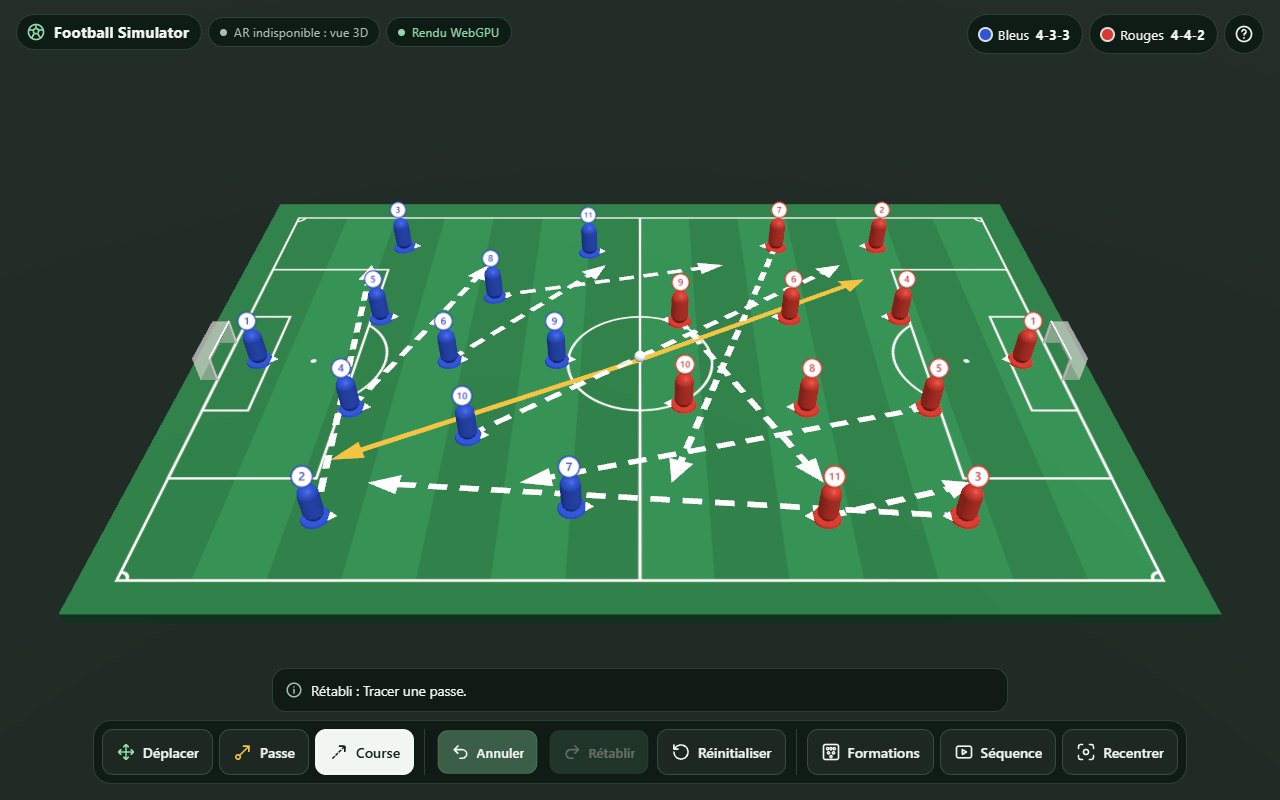 Football Simulator
AR indisponible : vue 3D
Rendu WebGPU
Bleus 4-3-3
Rouges 4-4-2
3
11
7
2
8
5
9
6
4
1
6
9
1
4
10
8
5
10
2
7
11
3
Rétabli : Tracer une passe.
Déplacer
Passe
Course
Annuler
Rétablir
Réinitialiser
Formations
Séquence
Recentrer